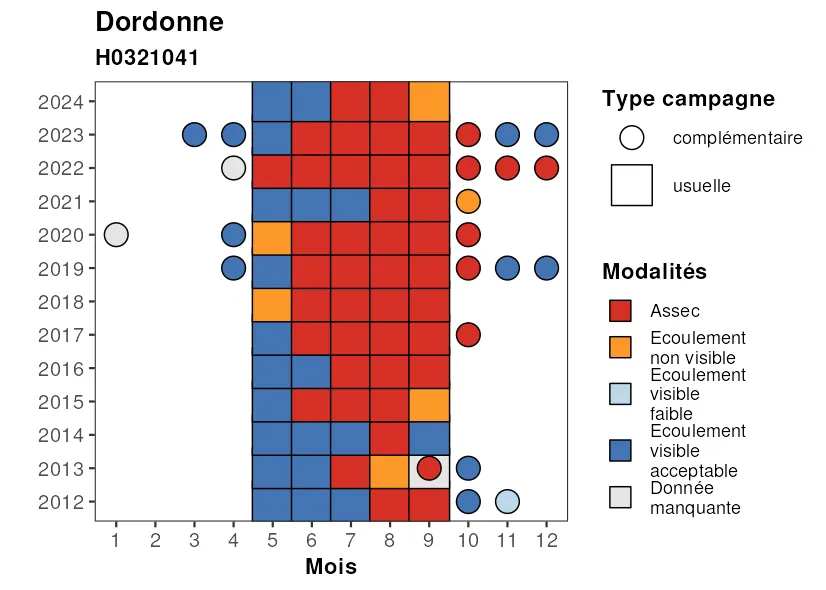 Dordonne
H0321041
2024
2023
2022
2021
2020
2019
2018
2017
2016
2015
2014
2013
2012
1 2 3 4 5 6 7 8 9 10 11 12
Mois
Type campagne
complémentaire
usuelle
Modalités
Assec
Ecoulement
non visible
Ecoulement
visible
faible
Ecoulement
visible
acceptable
Donnée
manquante